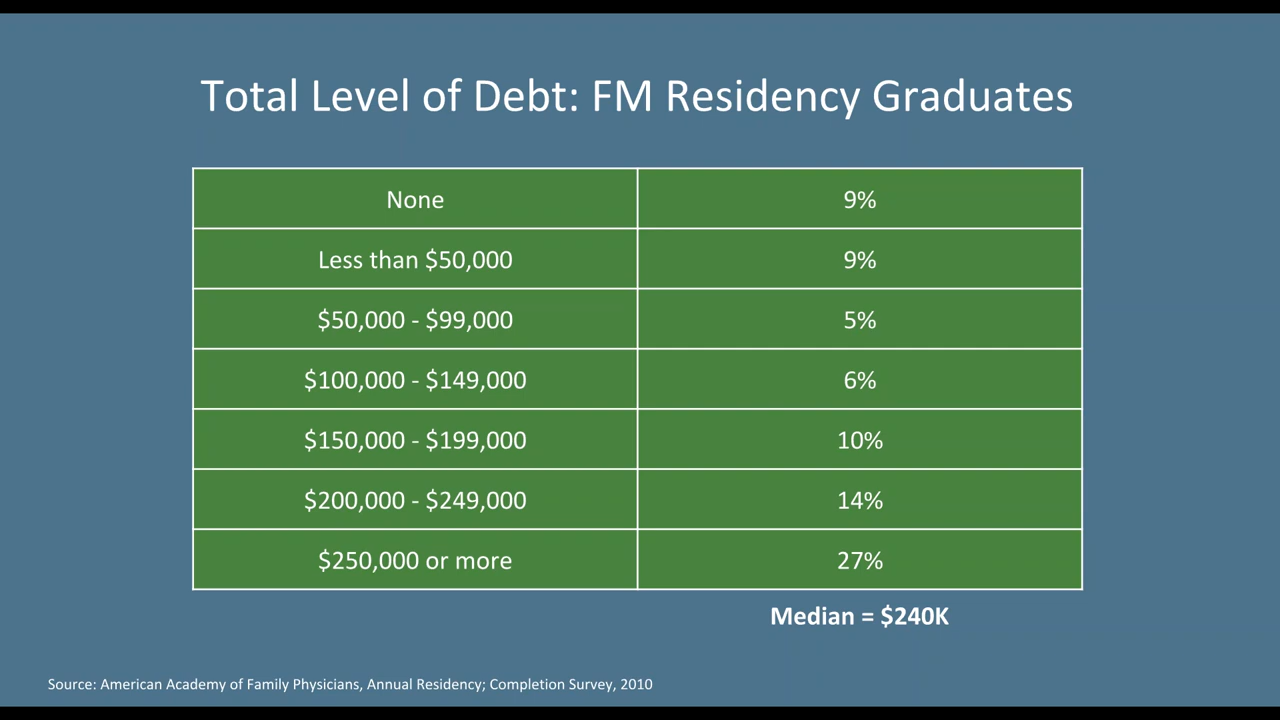 Total Level of Debt: FM Residency Graduates
None 9%
Less than $50,000 9%
$50,000 - $99,000 5%
$100,000 - $149,000 6%
$150,000 - $199,000 10%
$200,000 - $249,000 14%
$250,000 or more 27%
Median = $240K
Source: American Academy of Family Physicians, Annual Residency; Completion Survey, 2010